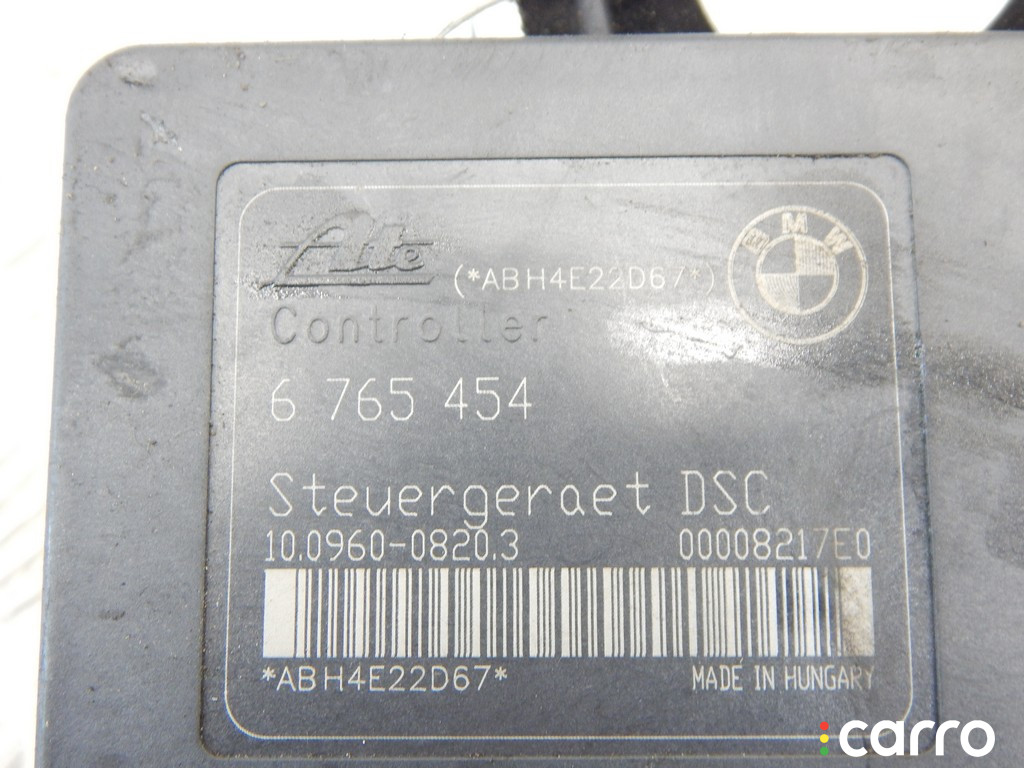 Ate
(*ABH4E22D67*)
BMW
Controller
6 765 454
Steuergeraet DSC
10.0960-0820.3 00008217E0
*ABH4E22D67* MADE IN HUNGARY
carro